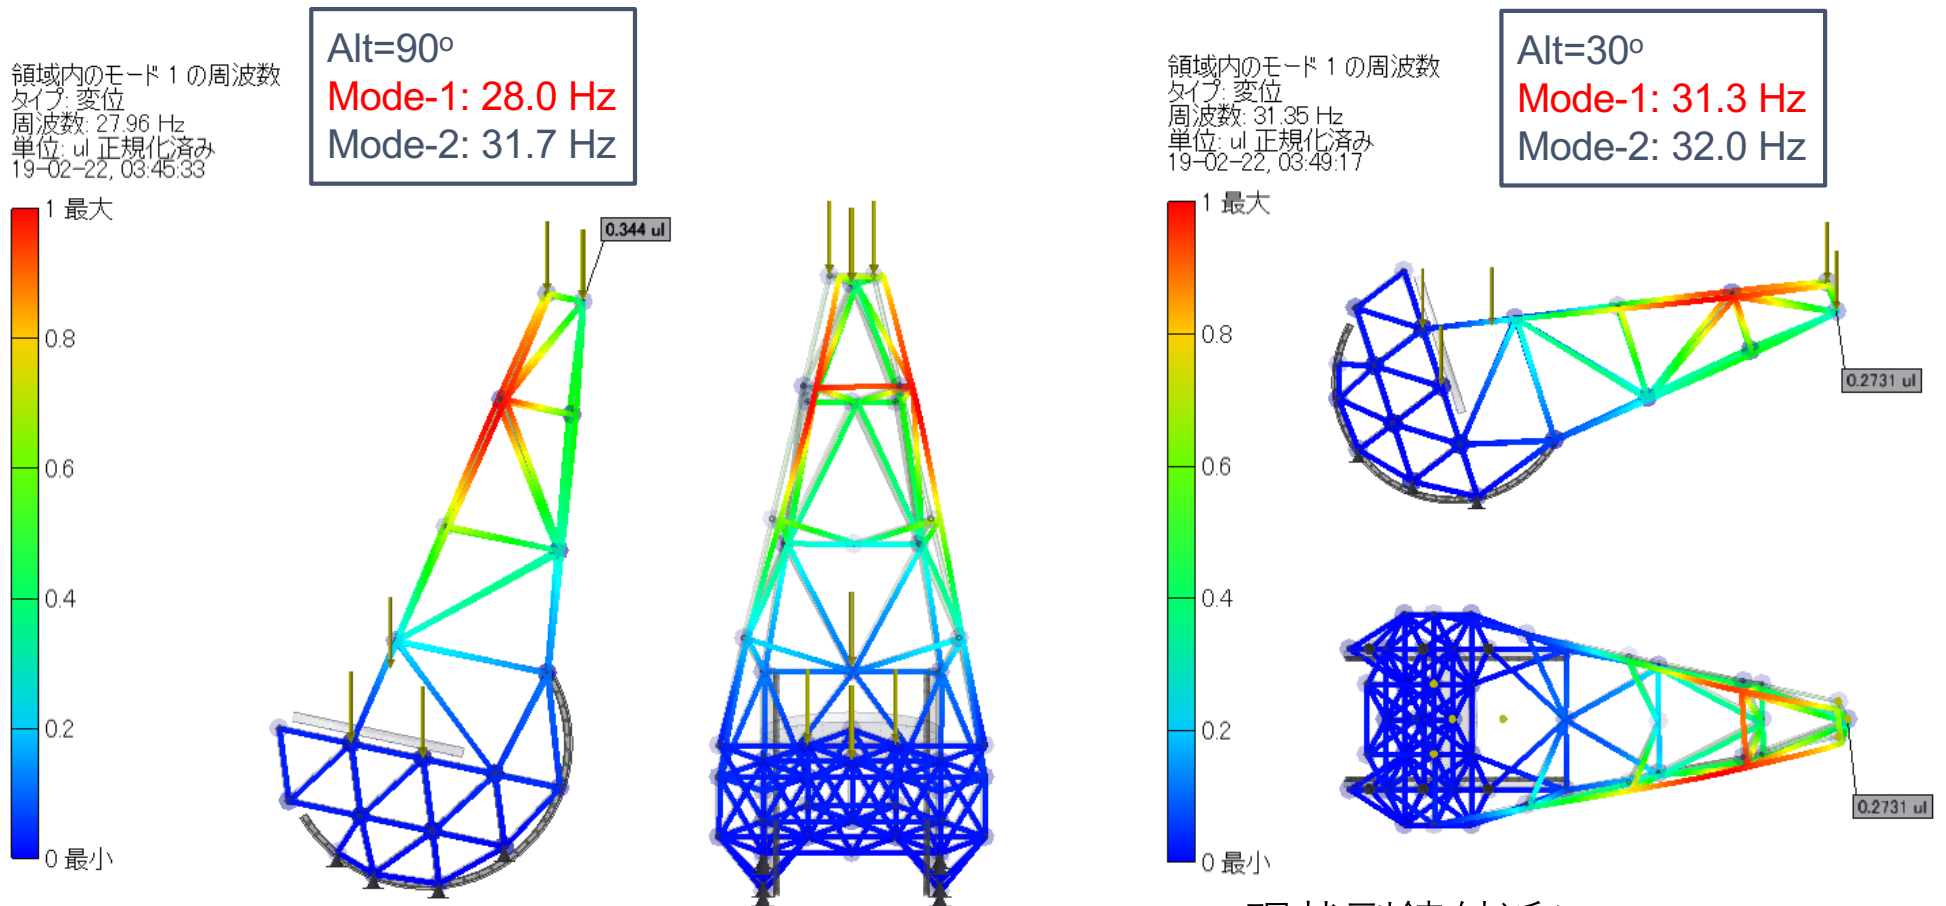 領域内のモード 1 の周波数
タイプ: 変位
周波数: 27.96 Hz
単位: ul 正規化済み
19-02-22, 03:45:33
Alt=90º
Mode-1: 28.0 Hz
Mode-2: 31.7 Hz
1 最大
0.8
0.6
0.4
0.2
0 最小
0.344 ul
領域内のモード 1 の周波数
タイプ: 変位
周波数: 31.35 Hz
単位: ul 正規化済み
19-02-22, 03:49:17
Alt=30º
Mode-1: 31.3 Hz
Mode-2: 32.0 Hz
1 最大
0.8
0.6
0.4
0.2
0 最小
0.2731 ul
0.2731 ul